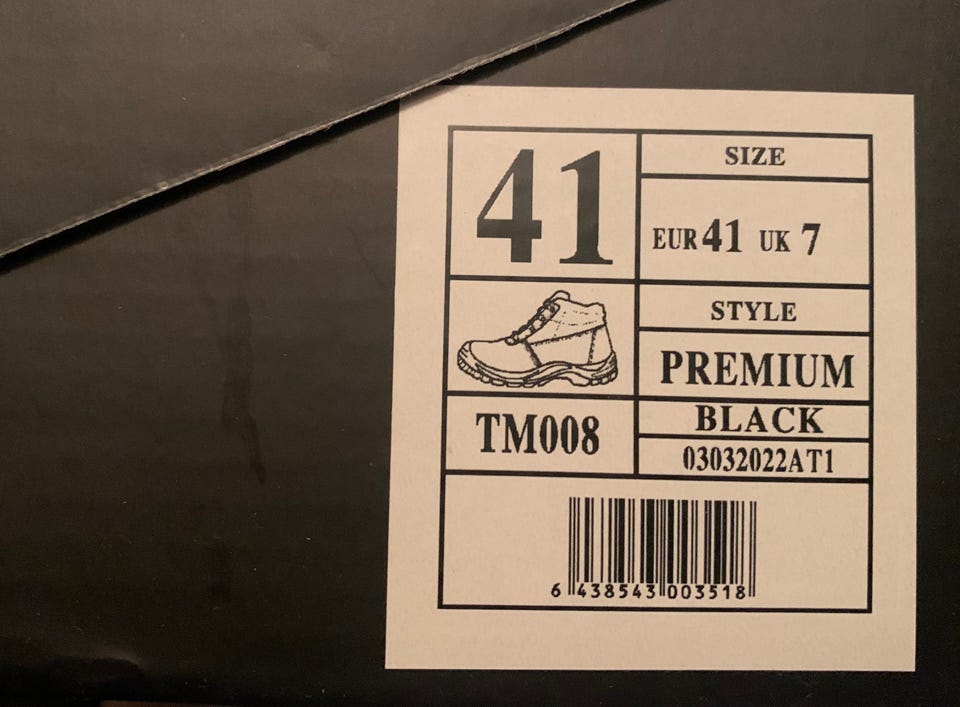 41
SIZE
EUR 41 UK 7
STYLE
PREMIUM
TM008
BLACK
03032022AT1
6 438543 003518